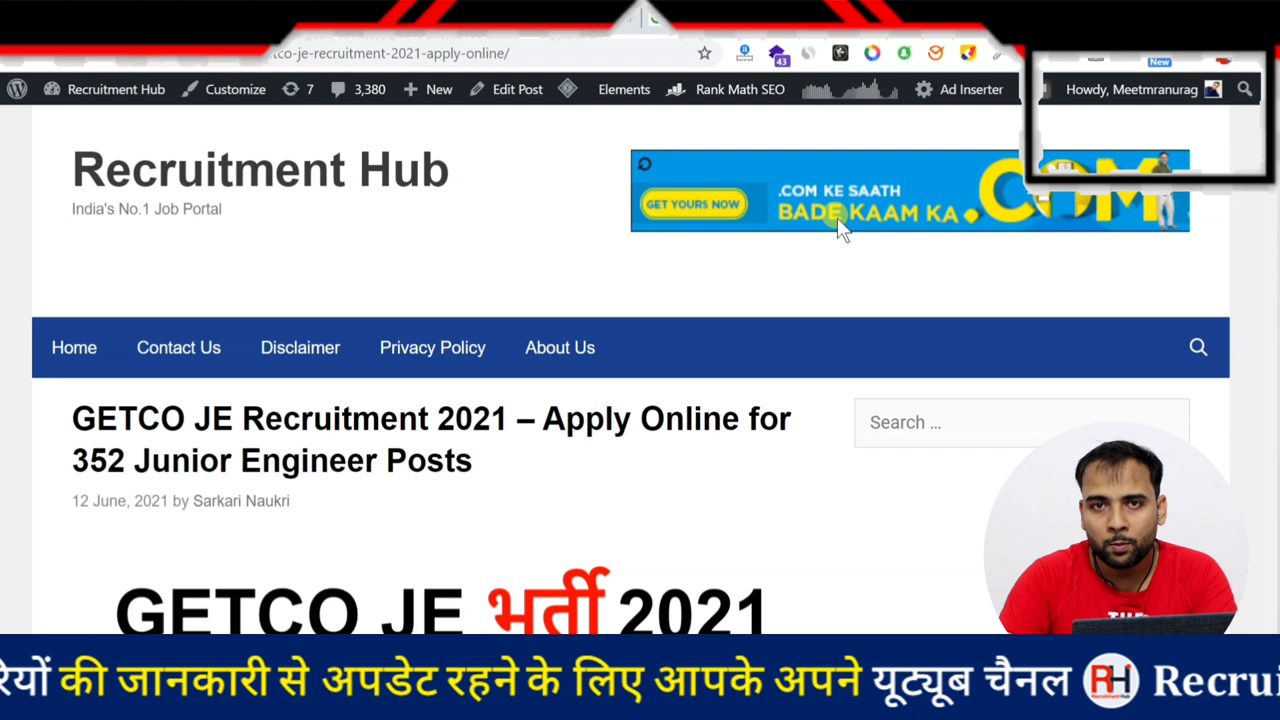 tco-je-recruitment-2021-apply-online/
43
New
Recruitment Hub
Customize
7
3,380
New
Edit Post
Elements
Rank Math SEO
Ad Inserter
Howdy, Meetmranurag
Recruitment Hub
India's No.1 Job Portal
GET YOURS NOW
.COM KE SAATH
BADE KAAM KA
.COM
Home
Contact Us
Disclaimer
Privacy Policy
About Us
GETCO JE Recruitment 2021 – Apply Online for
352 Junior Engineer Posts
Search …
12 June, 2021 by Sarkari Naukri
GETCO JE भर्ती 2021
रियों की जानकारी से अपडेट रहने के लिए आपके अपने यूट्यूब चैनल RH Recrui